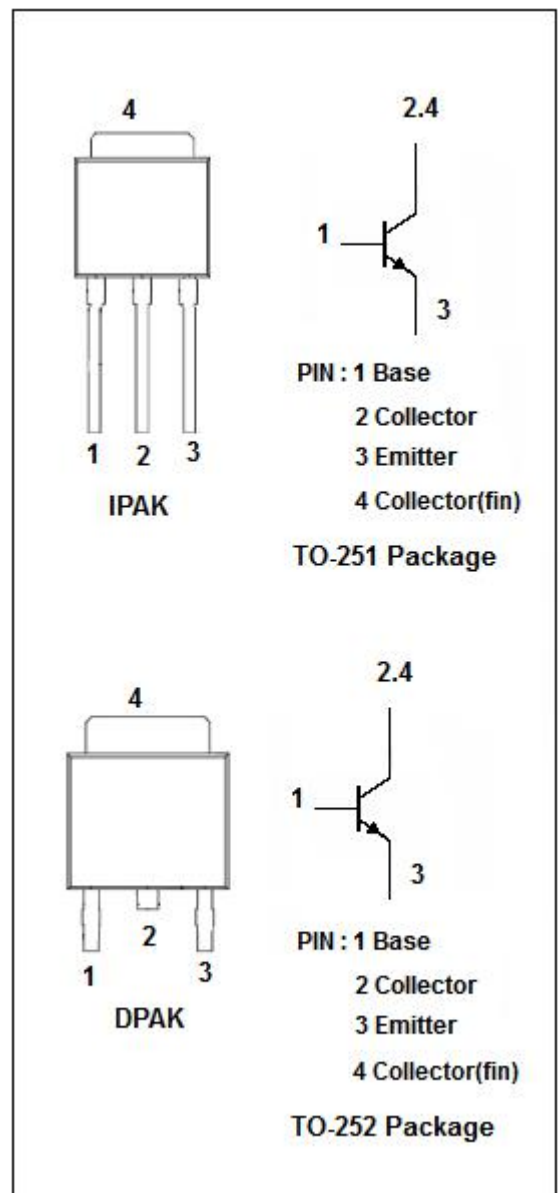 4
2.4
1
3
1 2 3
IPAK
PIN : 1 Base
2 Collector
3 Emitter
4 Collector(fin)
TO-251 Package
4
2.4
1
3
1 2 3
DPAK
PIN : 1 Base
2 Collector
3 Emitter
4 Collector(fin)
TO-252 Package